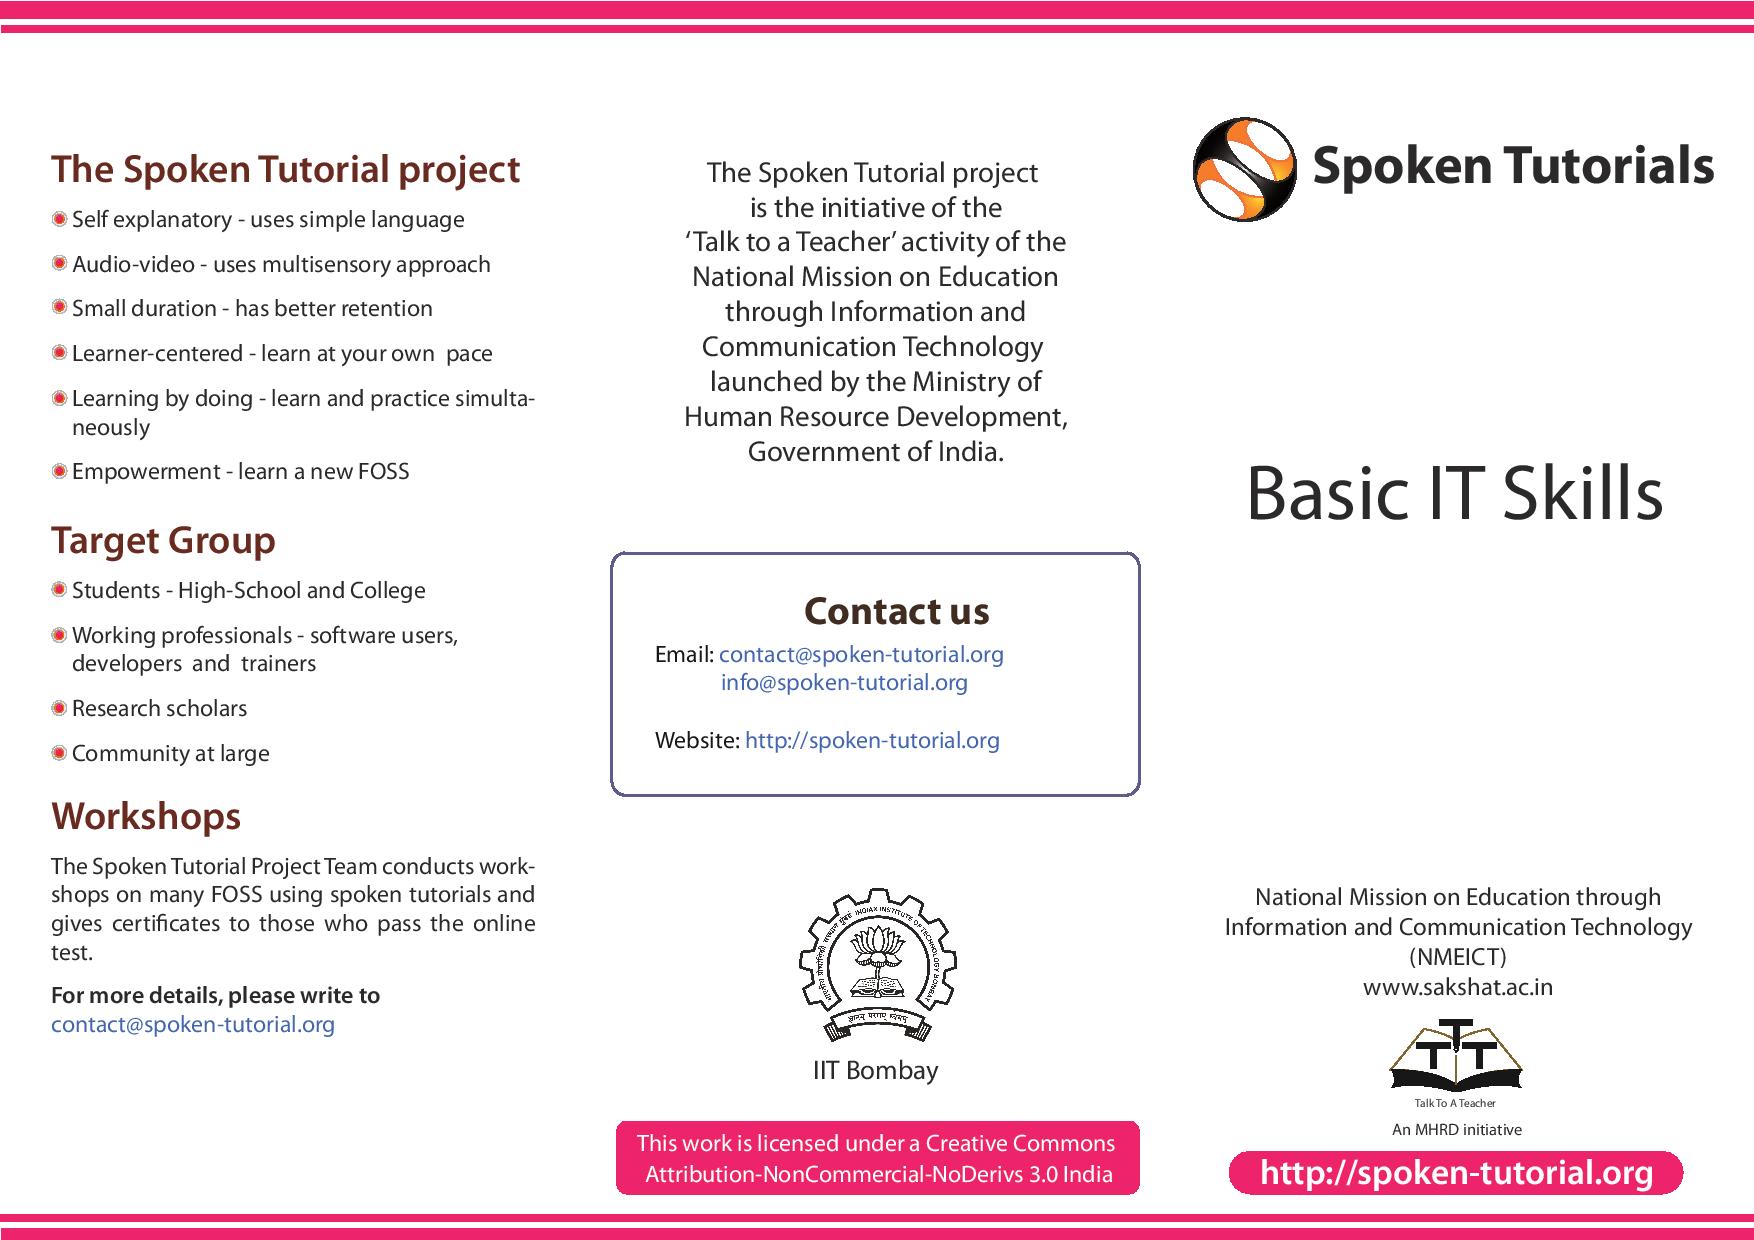 The Spoken Tutorial project
Self explanatory - uses simple language
Audio-video - uses multisensory approach
Small duration - has better retention
Learner-centered - learn at your own pace
Learning by doing - learn and practice simulta-
neously
Empowerment - learn a new FOSS
Target Group
Students - High-School and College
Working professionals - software users,
developers and trainers
Research scholars
Community at large
Workshops
The Spoken Tutorial Project Team conducts work-
shops on many FOSS using spoken tutorials and
gives certificates to those who pass the online
test.
For more details, please write to
contact@spoken-tutorial.org
The Spoken Tutorial project
is the initiative of the
‘Talk to a Teacher’ activity of the
National Mission on Education
through Information and
Communication Technology
launched by the Ministry of
Human Resource Development,
Government of India.
Contact us
Email: contact@spoken-tutorial.org
info@spoken-tutorial.org
Website: http://spoken-tutorial.org
INDIAN INSTITUTE OF TECHNOLOGY BOMBAY
IIT Bombay
This work is licensed under a Creative Commons
Attribution-NonCommercial-NoDerivs 3.0 India
Spoken Tutorials
Basic IT Skills
National Mission on Education through
Information and Communication Technology
(NMEICT)
www.sakshat.ac.in
T
T T
Talk To A Teacher
An MHRD initiative
http://spoken-tutorial.org